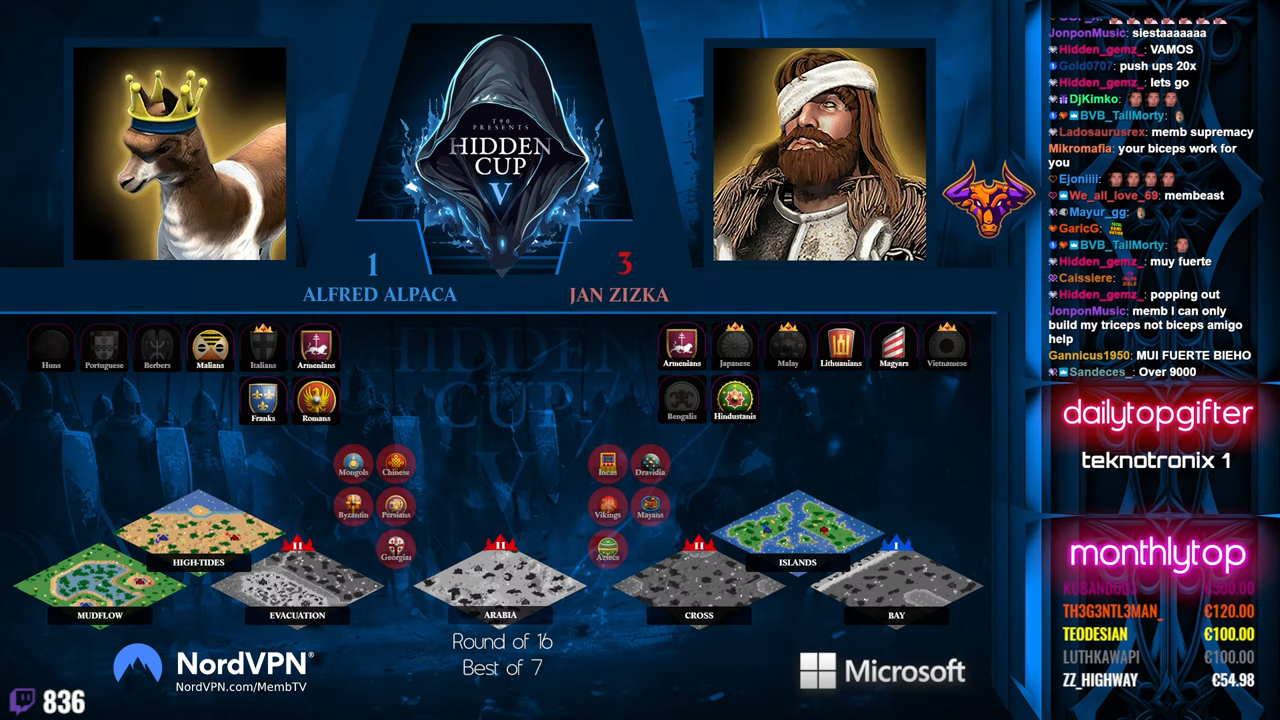 T90
PRESENTS
HIDDEN
CUP
V
1
ALFRED ALPACA
3
JAN ZIZKA
Huns
Portuguese
Berbers
Malians
Italians
Armenians
Franks
Romans
Armenians
Japanese
Malay
Lithuanians
Magyars
Vietnamese
Bengalis
Hindustanis
HIDDEN
CUP
V
Mongols
Chinese
Byzantin
Persians
Georgias
Incas
Dravidia
Vikings
Mayans
Aztecs
HIGH-TIDES
ISLANDS
II
II
II
I
MUDFLOW
EVACUATION
ARABIA
CROSS
BAY
Round of 16
Best of 7
NordVPN®
NordVPN.com/MembTV
Microsoft
836
JonponMusic: siestaaaaaaa
Hidden_gemz_: VAMOS
Gold0707: push ups 20x
Hidden_gemz_: lets go
DjKimko:
BVB_TallMorty:
Ladosaurusrex: memb supremacy
Mikromafia: your biceps work for
you
Ejoniiii:
We_all_love_69: membeast
Mayur_gg:
GaricG:
BVB_TallMorty:
Hidden_gemz_: muy fuerte
Caissiere:
Hidden_gemz_: popping out
JonponMusic: memb I can only
build my triceps not biceps amigo
help
Gannicus1950: MUI FUERTE BIEHO
Sandeces_: Over 9000
dailytopgifter
teknotronix 1
monthlytop
TH3G3NTL3MAN_ €120.00
TEODESIAN €100.00
LUTHKAWAPI €100.00
ZZ_HIGHWAY €54.98